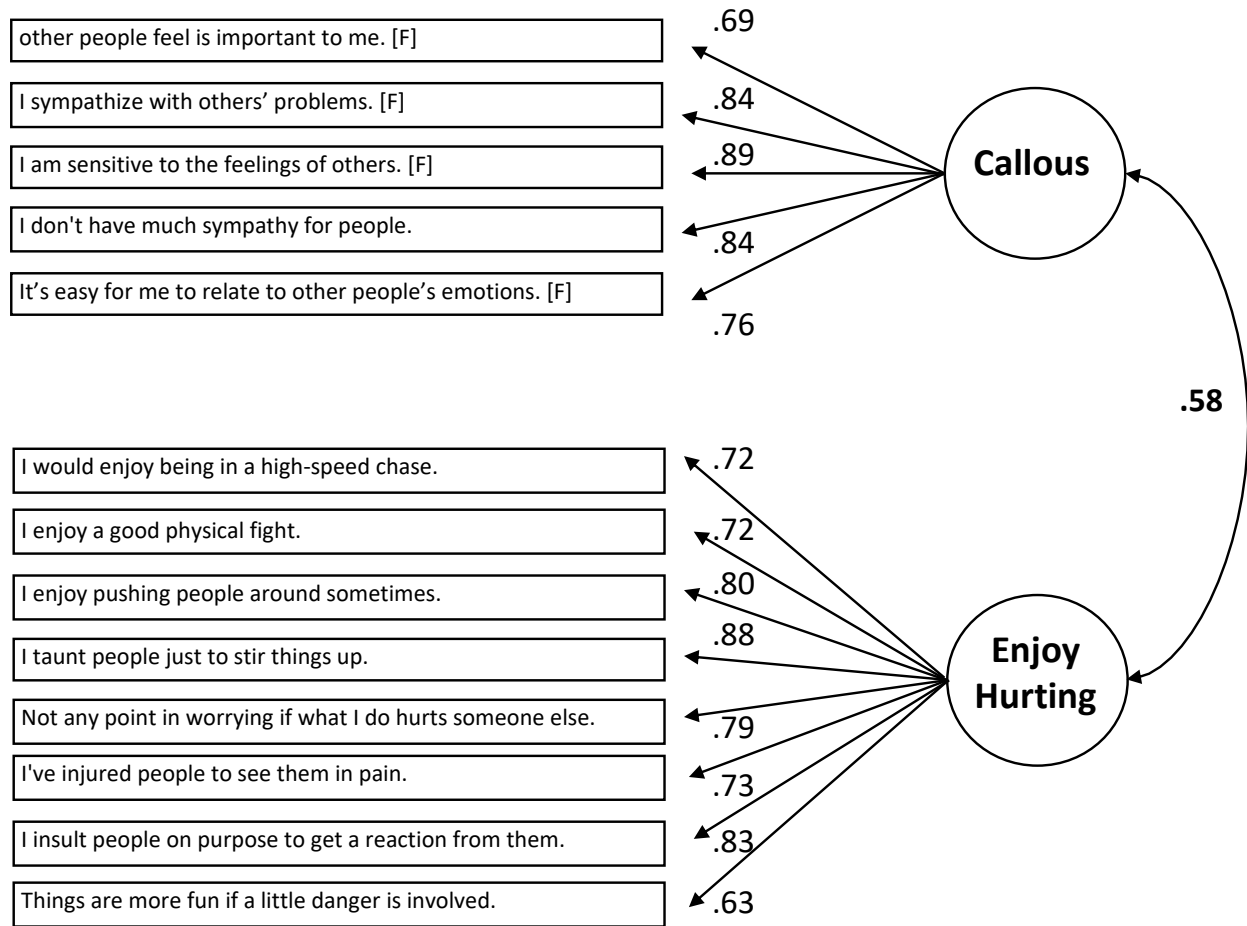 other people feel is important to me. [F]
.69
I sympathize with others’ problems. [F]
.84
I am sensitive to the feelings of others. [F]
.89
I don't have much sympathy for people.
.84
It’s easy for me to relate to other people’s emotions. [F]
.76
Callous
.58
I would enjoy being in a high-speed chase.
.72
I enjoy a good physical fight.
.72
I enjoy pushing people around sometimes.
.80
I taunt people just to stir things up.
.88
Not any point in worrying if what I do hurts someone else.
.79
I've injured people to see them in pain.
.73
I insult people on purpose to get a reaction from them.
.83
Things are more fun if a little danger is involved.
.63
Enjoy
Hurting